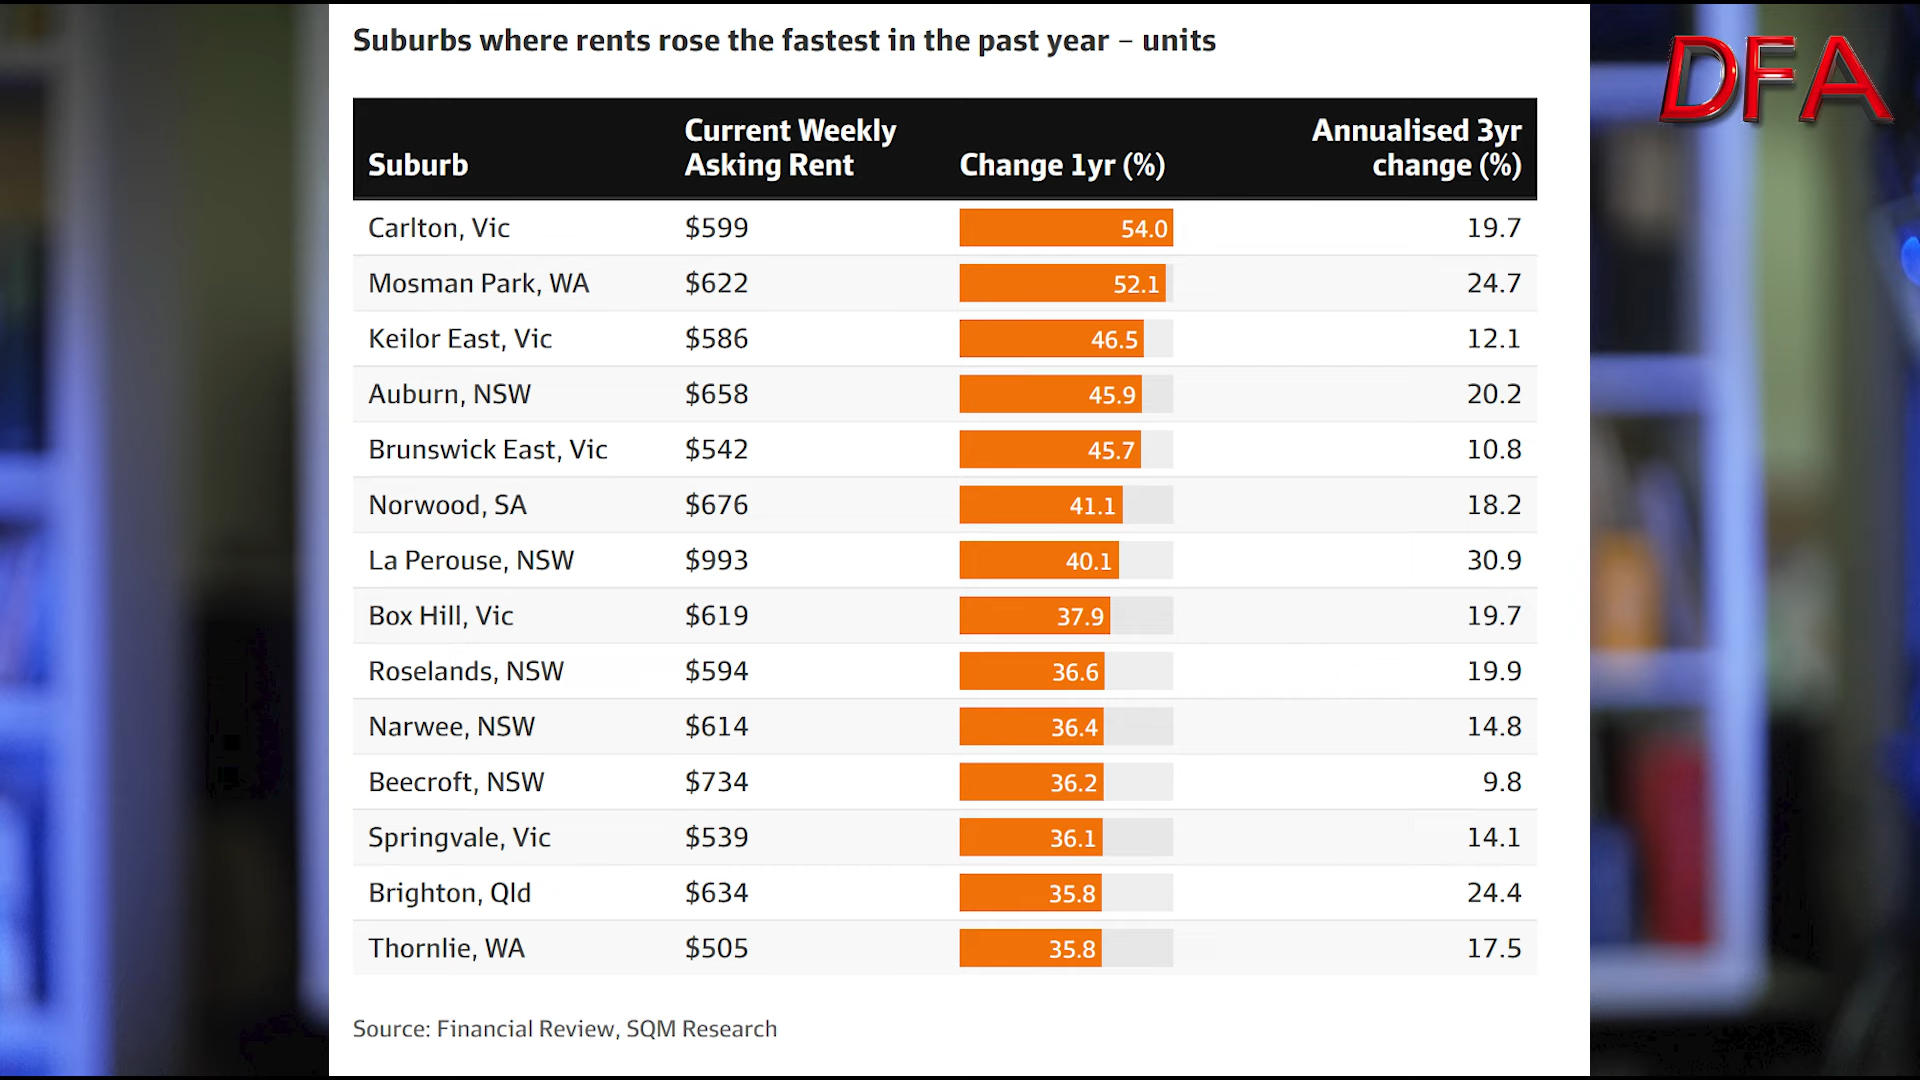 Suburbs where rents rose the fastest in the past year – units
DFA
Suburb Current Weekly Asking Rent Change 1yr (%) Annualised 3yr change (%)
Carlton, Vic $599 54.0 19.7
Mosman Park, WA $622 52.1 24.7
Keilor East, Vic $586 46.5 12.1
Auburn, NSW $658 45.9 20.2
Brunswick East, Vic $542 45.7 10.8
Norwood, SA $676 41.1 18.2
La Perouse, NSW $993 40.1 30.9
Box Hill, Vic $619 37.9 19.7
Roselands, NSW $594 36.6 19.9
Narwee, NSW $614 36.4 14.8
Beecroft, NSW $734 36.2 9.8
Springvale, Vic $539 36.1 14.1
Brighton, Qld $634 35.8 24.4
Thornlie, WA $505 35.8 17.5
Source: Financial Review, SQM Research